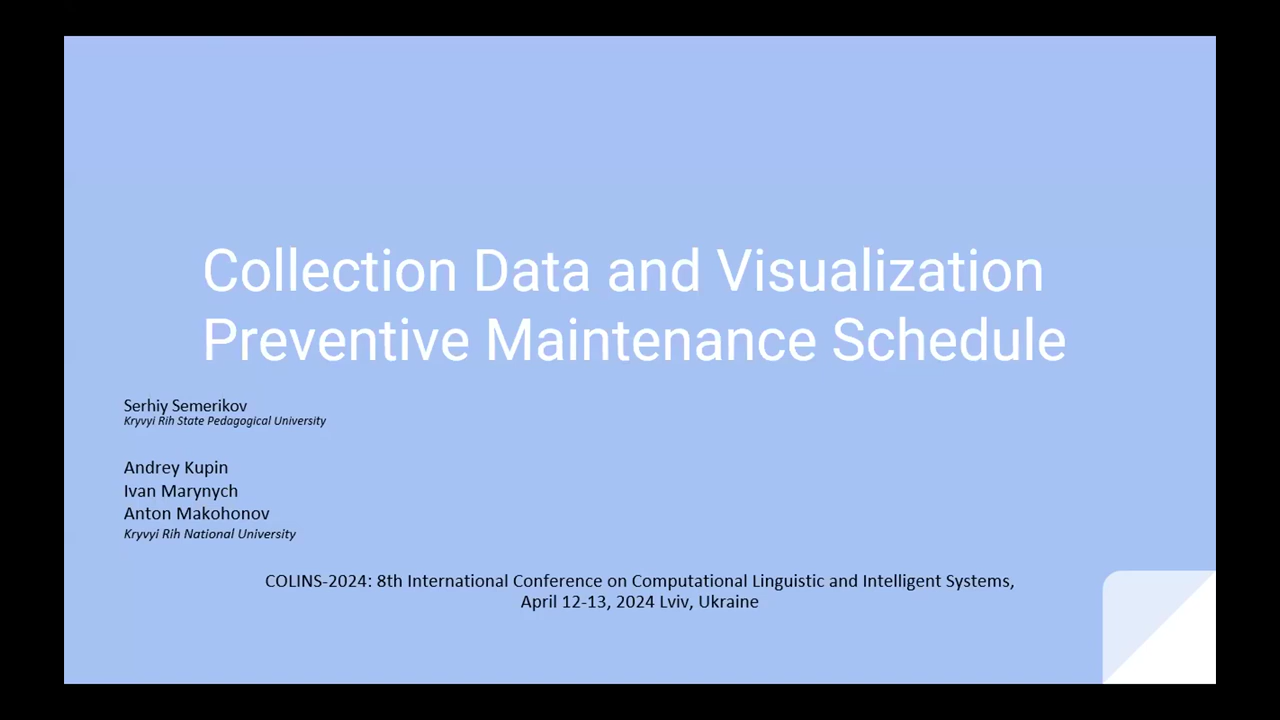 Collection Data and Visualization
Preventive Maintenance Schedule
Serhiy Semerikov
Kryvyi Rih State Pedagogical University
Andrey Kupin
Ivan Marynych
Anton Makohonov
Kryvyi Rih National University
COLINS-2024: 8th International Conference on Computational Linguistic and Intelligent Systems,
April 12-13, 2024 Lviv, Ukraine